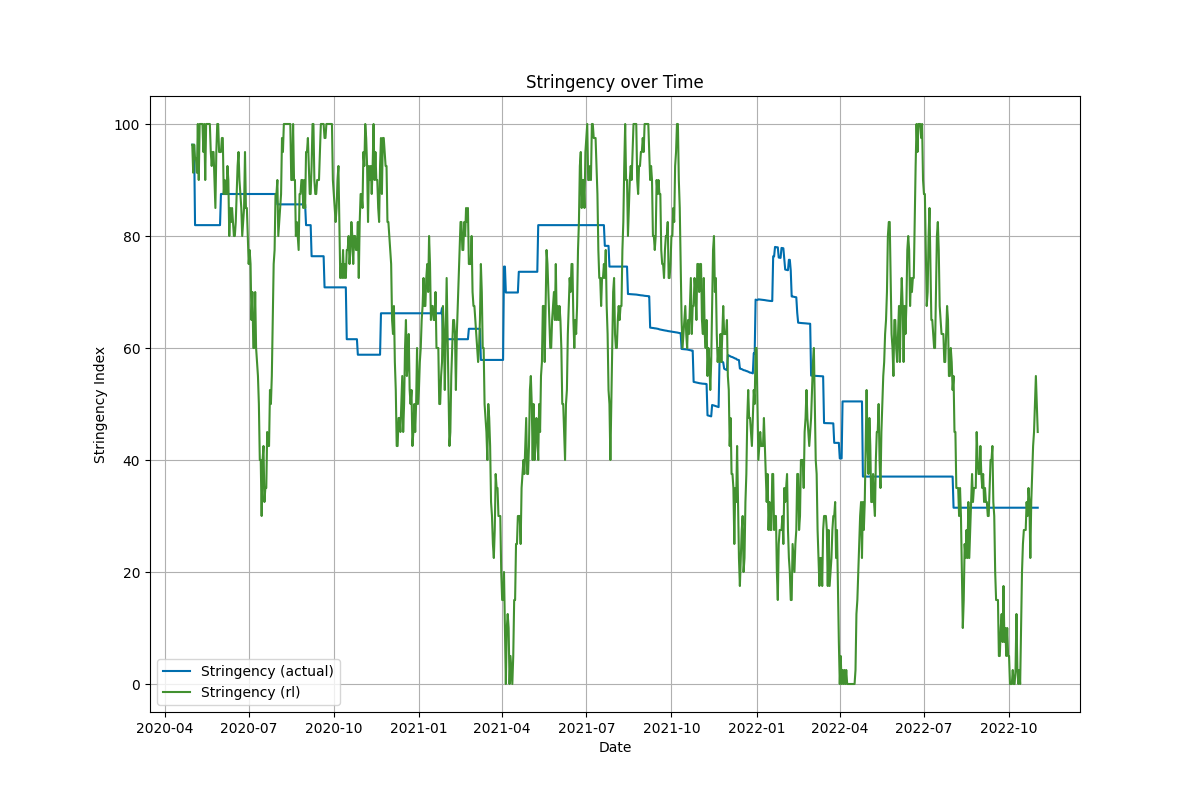 Stringency over Time
Stringency Index
100
80
60
40
20
0
Stringency (actual)
Stringency (rl)
2020-04 2020-07 2020-10 2021-01 2021-04 2021-07 2021-10 2022-01 2022-04 2022-07 2022-10
Date